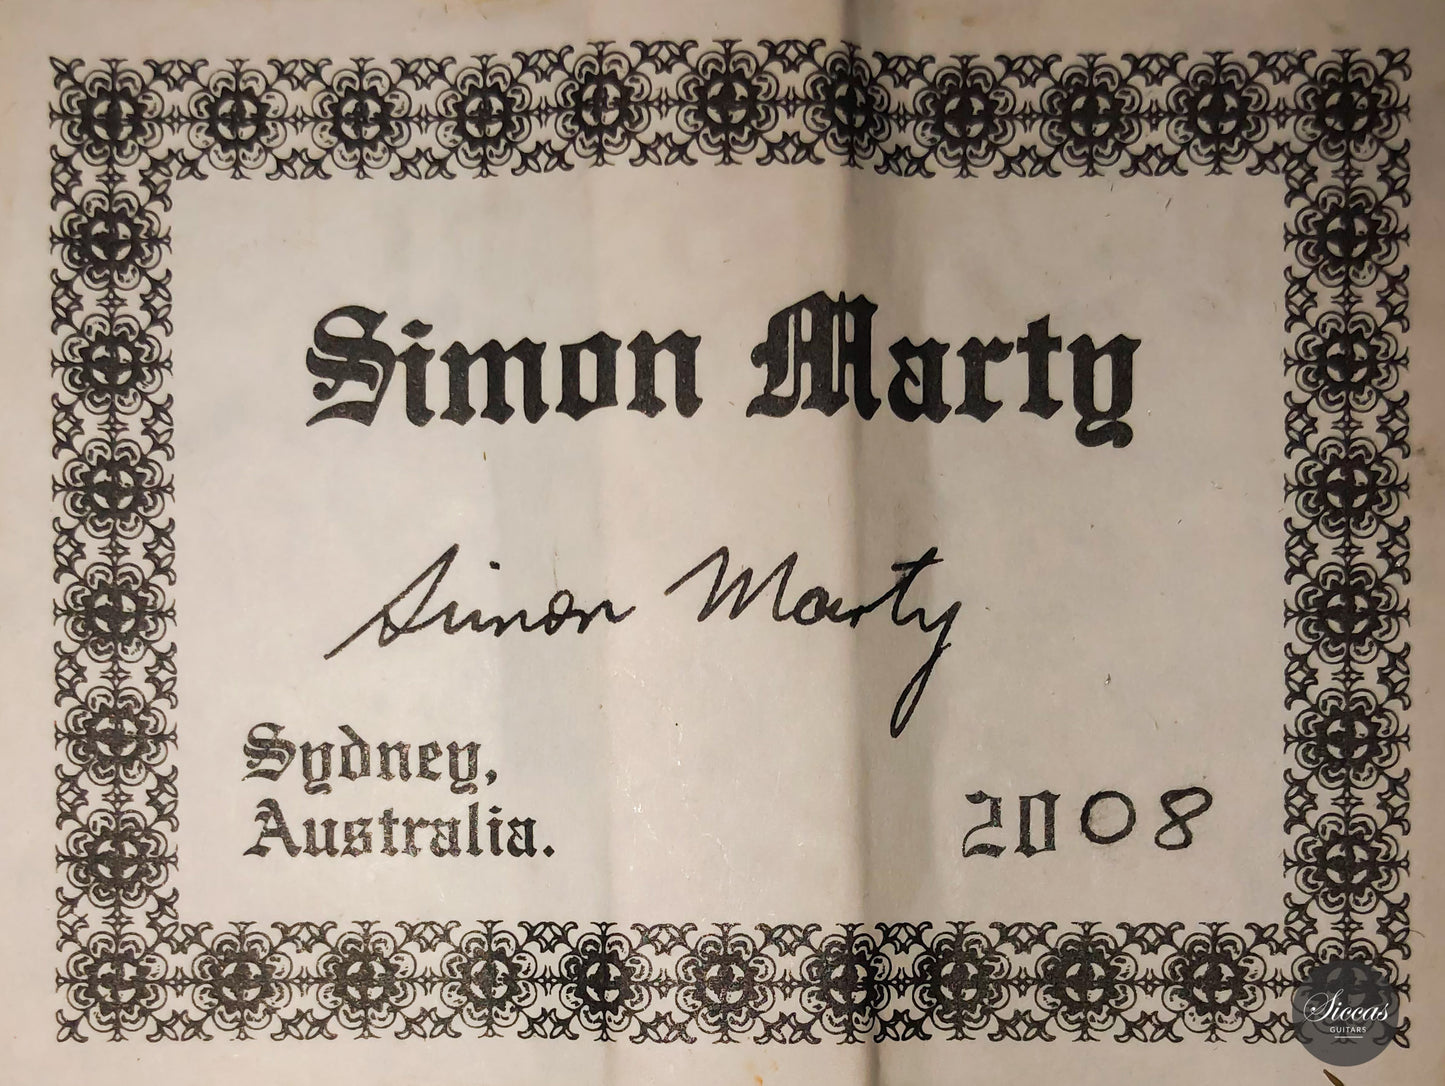 Simon Marty
Simon Marty
Sydney,
Australia.
2008
Siccas
GUITARS